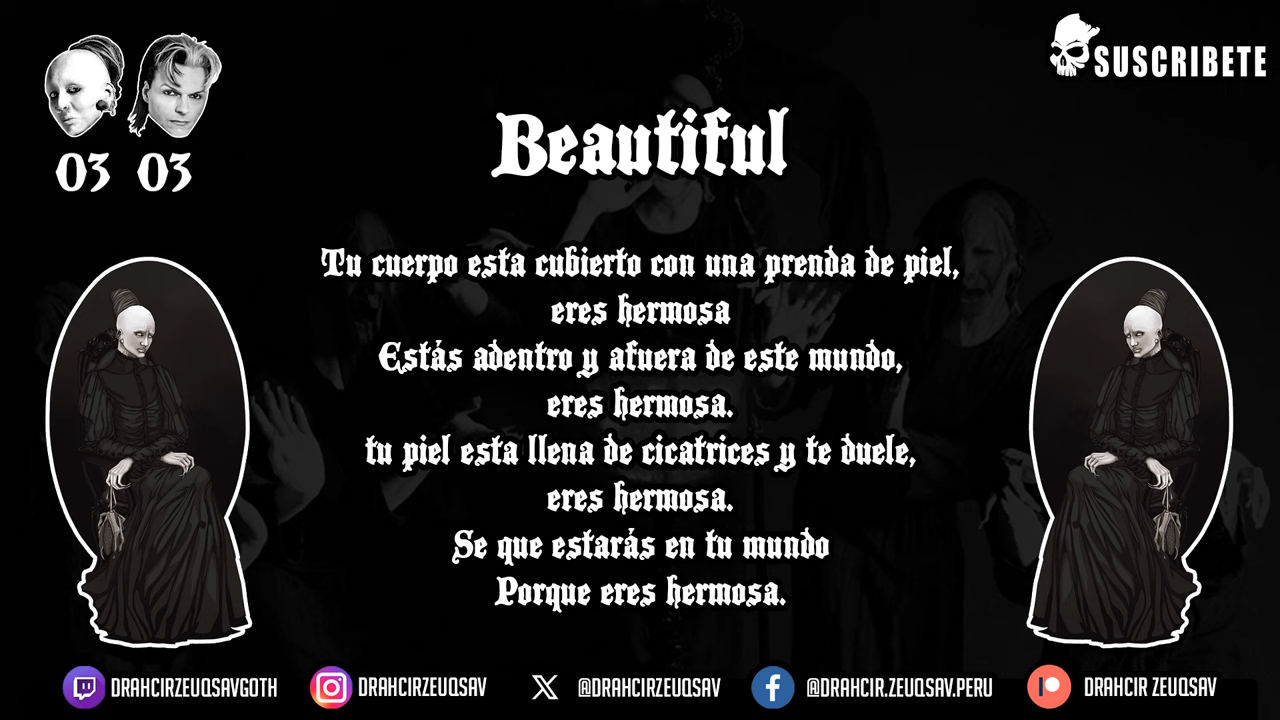 SUSCRIBETE
03 03
Beautiful
Tu cuerpo esta cubierto con una prenda de piel,
eres hermosa
Estás adentro y afuera de este mundo,
eres hermosa.
tu piel esta llena de cicatrices y te duele,
eres hermosa.
Se que estarás en tu mundo
Porque eres hermosa.
DRAHCIRZEUQSAVGOTH
DRAHCIRZEUQSAV
@DRAHCIRZEUQSAV
@DRAHCIR.ZEUQSAV.PERU
DRAHCIR ZEUQSAV